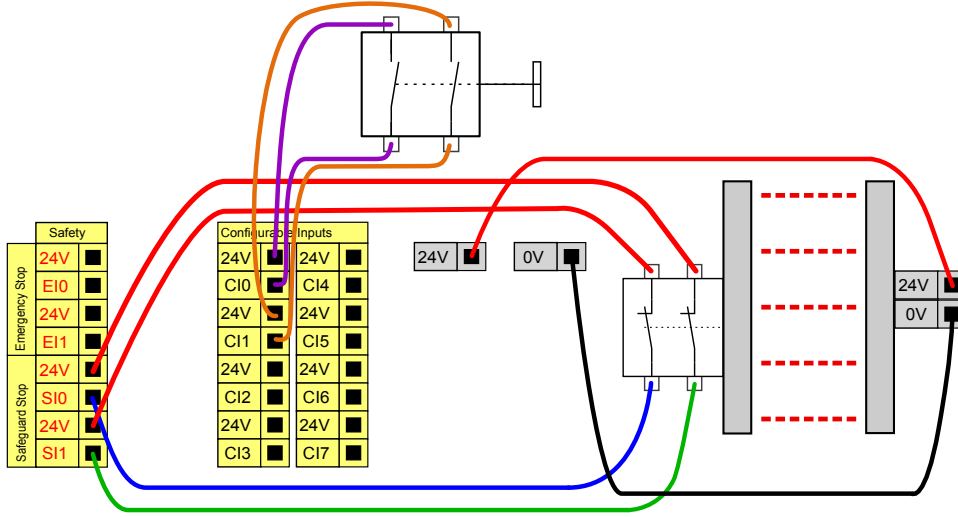 Safety
Emergency Stop
24V
EI0
24V
EI1
Safeguard Stop
24V
SI0
24V
SI1
Configurable Inputs
24V
CI0
24V
CI1
24V
CI2
24V
CI3
24V
CI4
24V
CI5
24V
CI6
24V
CI7
24V
0V
24V
0V